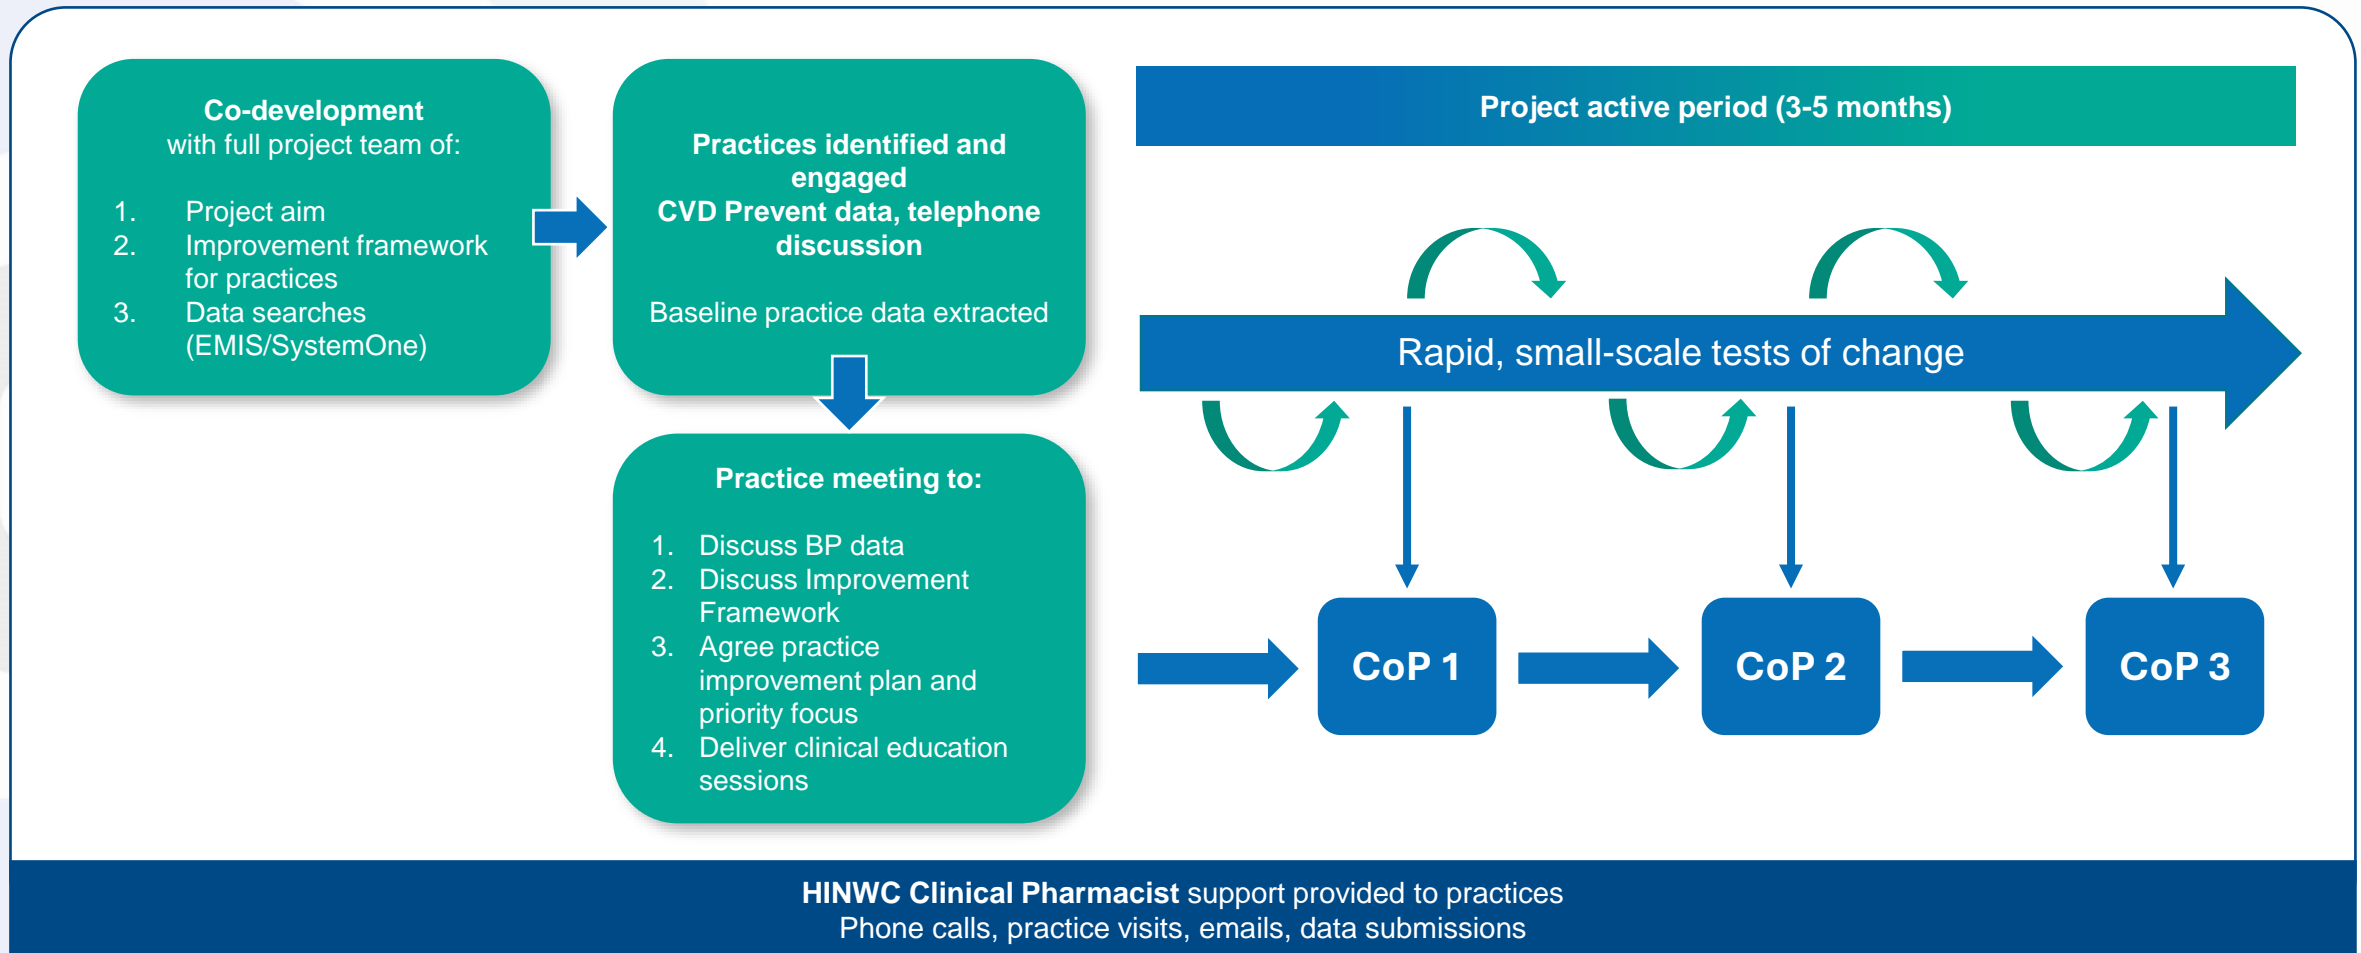 Co-development
with full project team of:
1. Project aim
2. Improvement framework
for practices
3. Data searches
(EMIS/SystemOne)
Practices identified and
engaged
CVD Prevent data, telephone
discussion
Baseline practice data extracted
Practice meeting to:
1. Discuss BP data
2. Discuss Improvement
Framework
3. Agree practice
improvement plan and
priority focus
4. Deliver clinical education
sessions
Project active period (3-5 months)
Rapid, small-scale tests of change
CoP 1
CoP 2
CoP 3
HINWC Clinical Pharmacist support provided to practices
Phone calls, practice visits, emails, data submissions